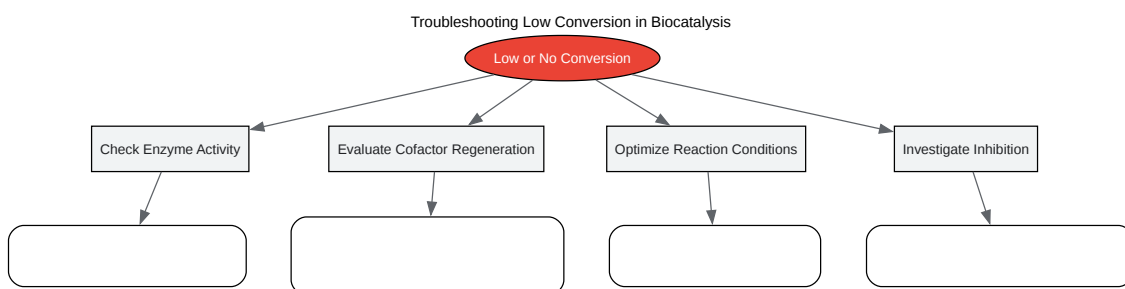 Troubleshooting Low Conversion in Biocatalysis
Low or No Conversion
Check Enzyme Activity
Evaluate Cofactor Regeneration
Optimize Reaction Conditions
Investigate Inhibition